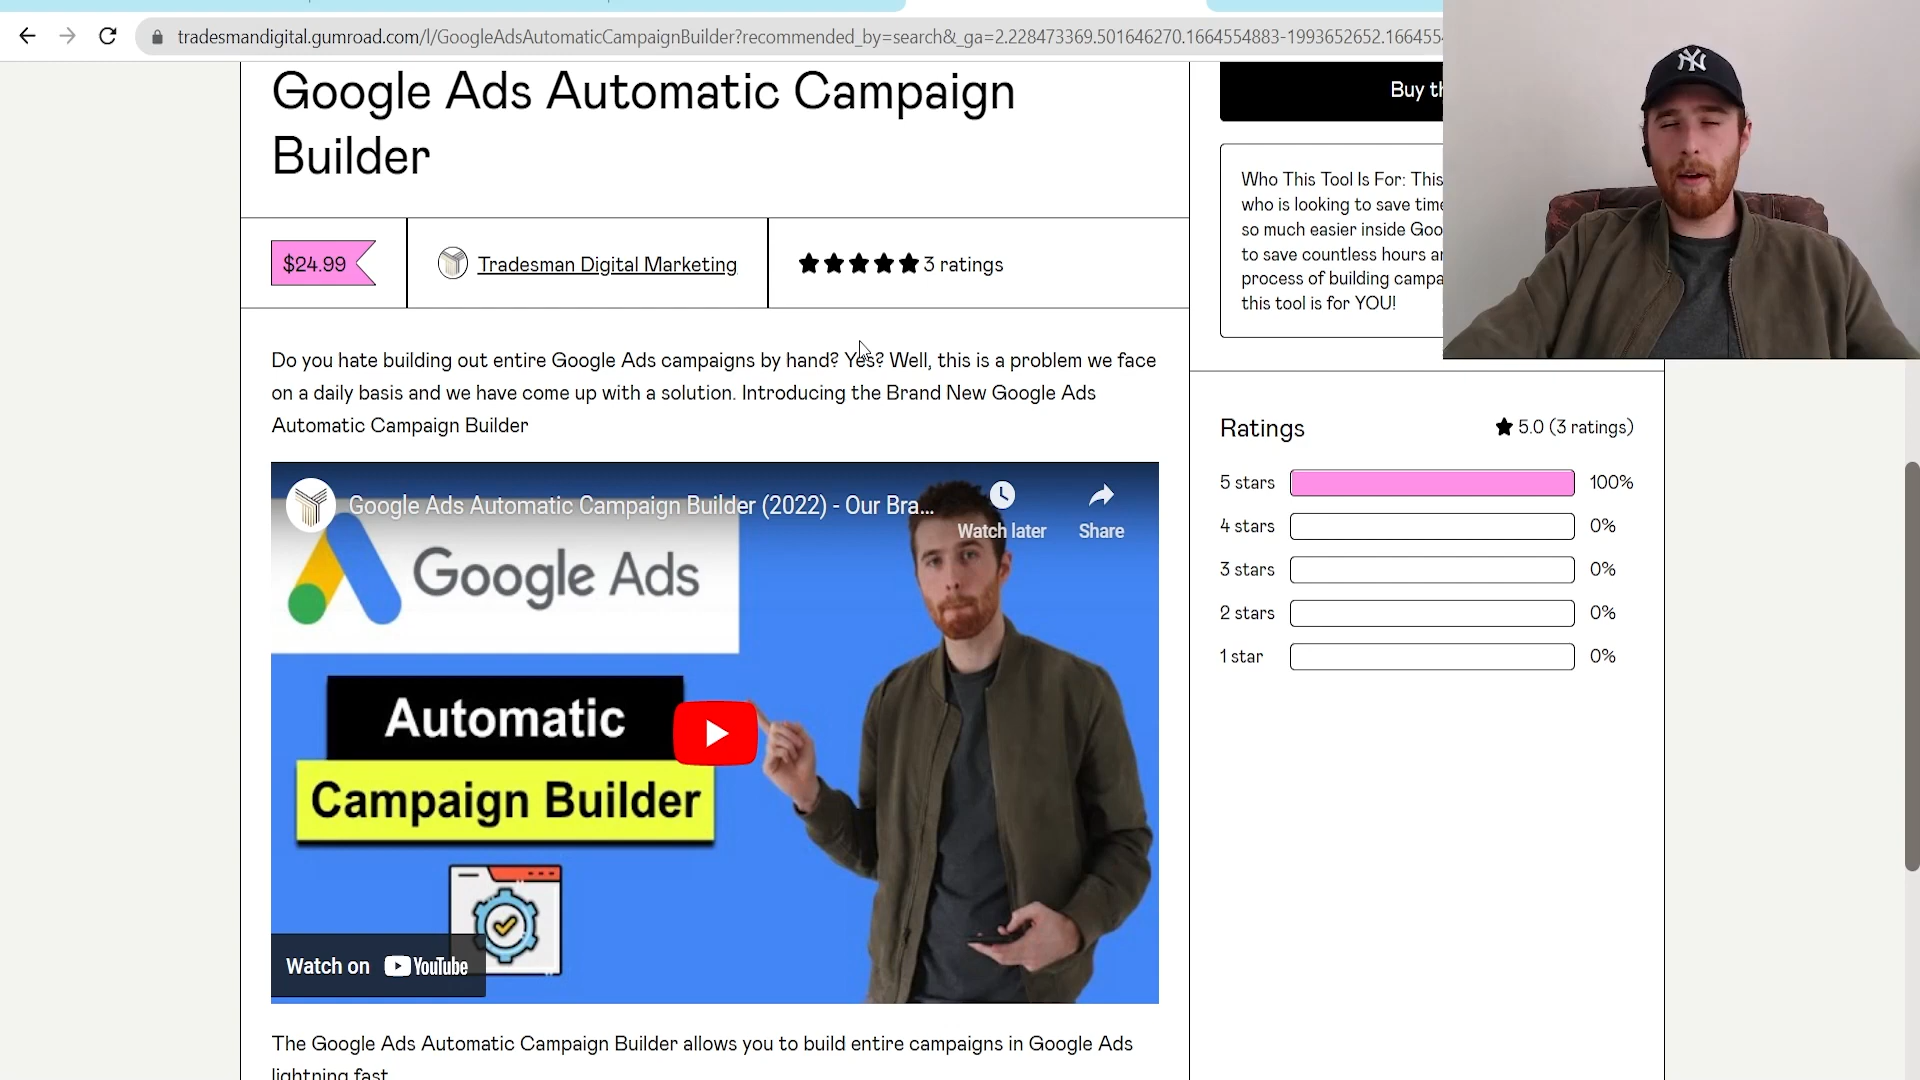 tradesmandigital.gumroad.com/l/GoogleAdsAutomaticCampaignBuilder?recommended_by=search&_ga=2.228473369.501646270.1664554883-1993652652.166455
Google Ads Automatic Campaign
Builder
$24.99
Tradesman Digital Marketing
3 ratings
Do you hate building out entire Google Ads campaigns by hand? Yes? Well, this is a problem we face
on a daily basis and we have come up with a solution. Introducing the Brand New Google Ads
Automatic Campaign Builder
Google Ads Automatic Campaign Builder (2022) - Our Bra...
Watch later
Share
Google Ads
Automatic
Campaign Builder
Watch on YouTube
The Google Ads Automatic Campaign Builder allows you to build entire campaigns in Google Ads
lightning fast
Buy
Who This Tool Is For: This
who is looking to save time
so much easier inside Goo
to save countless hours
process of building campa
this tool is for YOU!
NY
Ratings
5.0 (3 ratings)
5 stars 100%
4 stars 0%
3 stars 0%
2 stars 0%
1 star 0%